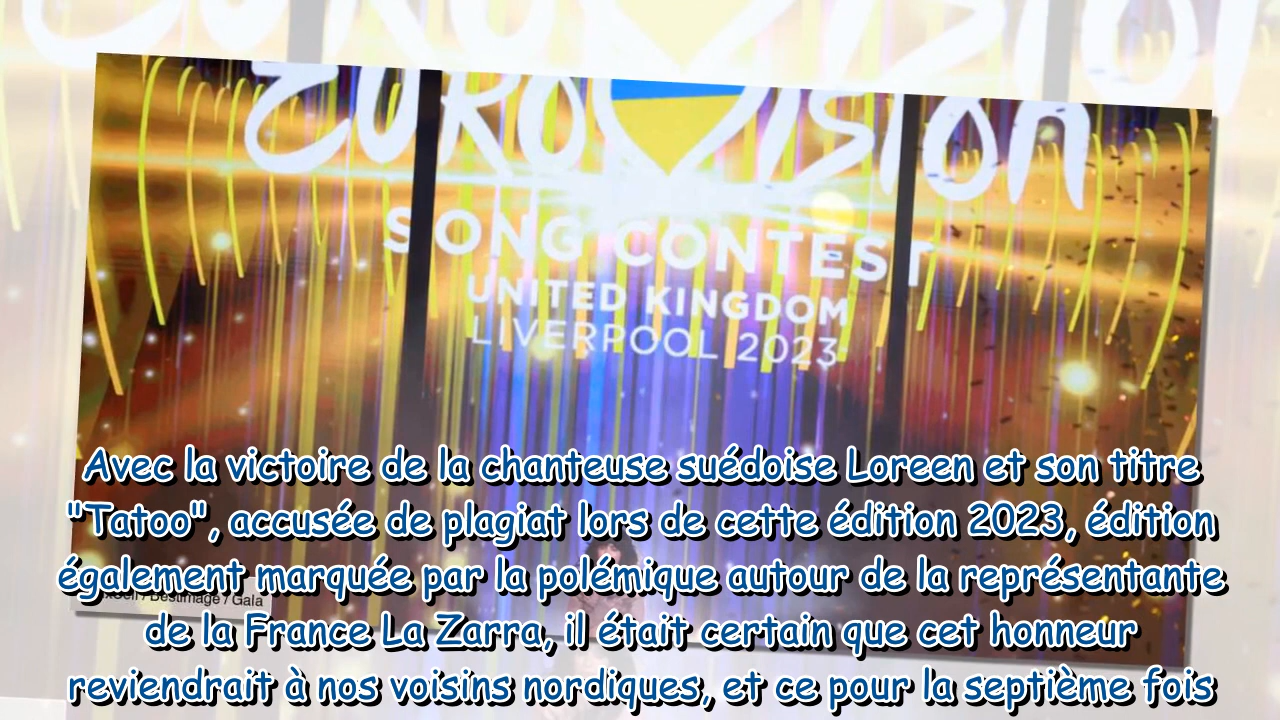 EUROVISION
SONG CONTEST
UNITED KINGDOM
LIVERPOOL 2023
Avec la victoire de la chanteuse suédoise Loreen et son titre
"Tatoo", accusée de plagiat lors de cette édition 2023, édition
également marquée par la polémique autour de la représentante
/ Bestimage / Gala
de la France La Zarra, il était certain que cet honneur
reviendrait à nos voisins nordiques, et ce pour la septième fois